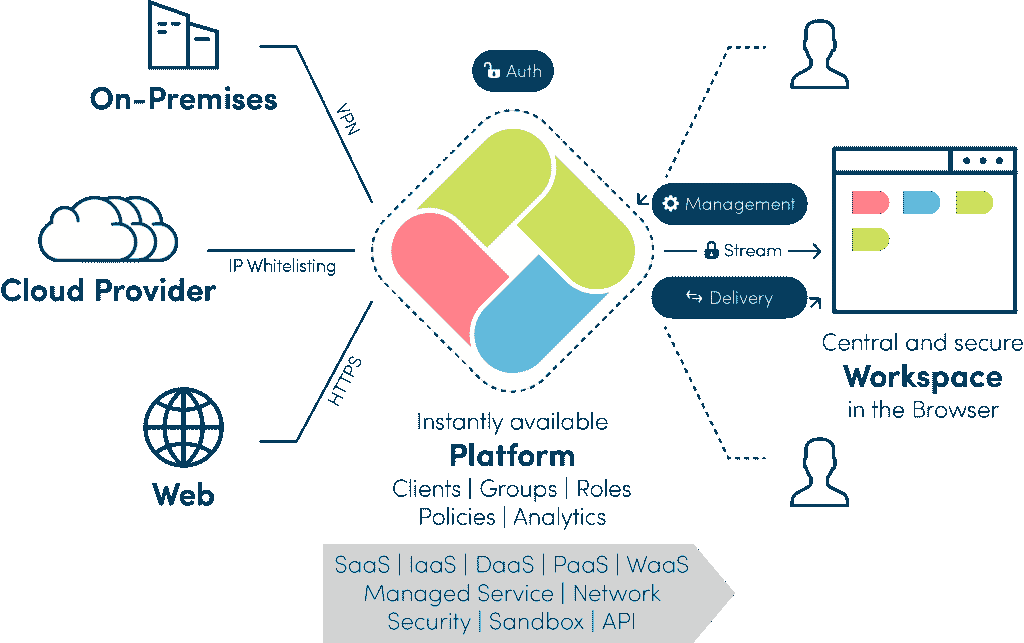 On-Premises
VPN
Cloud Provider
IP Whitelisting
Web
HTTPS
Auth
Instantly available
Platform
Clients | Groups | Roles
Policies | Analytics
SaaS | IaaS | DaaS | PaaS | WaaS
Managed Service | Network
Security | Sandbox | API
Management
Stream
Delivery
Central and secure
Workspace
in the Browser